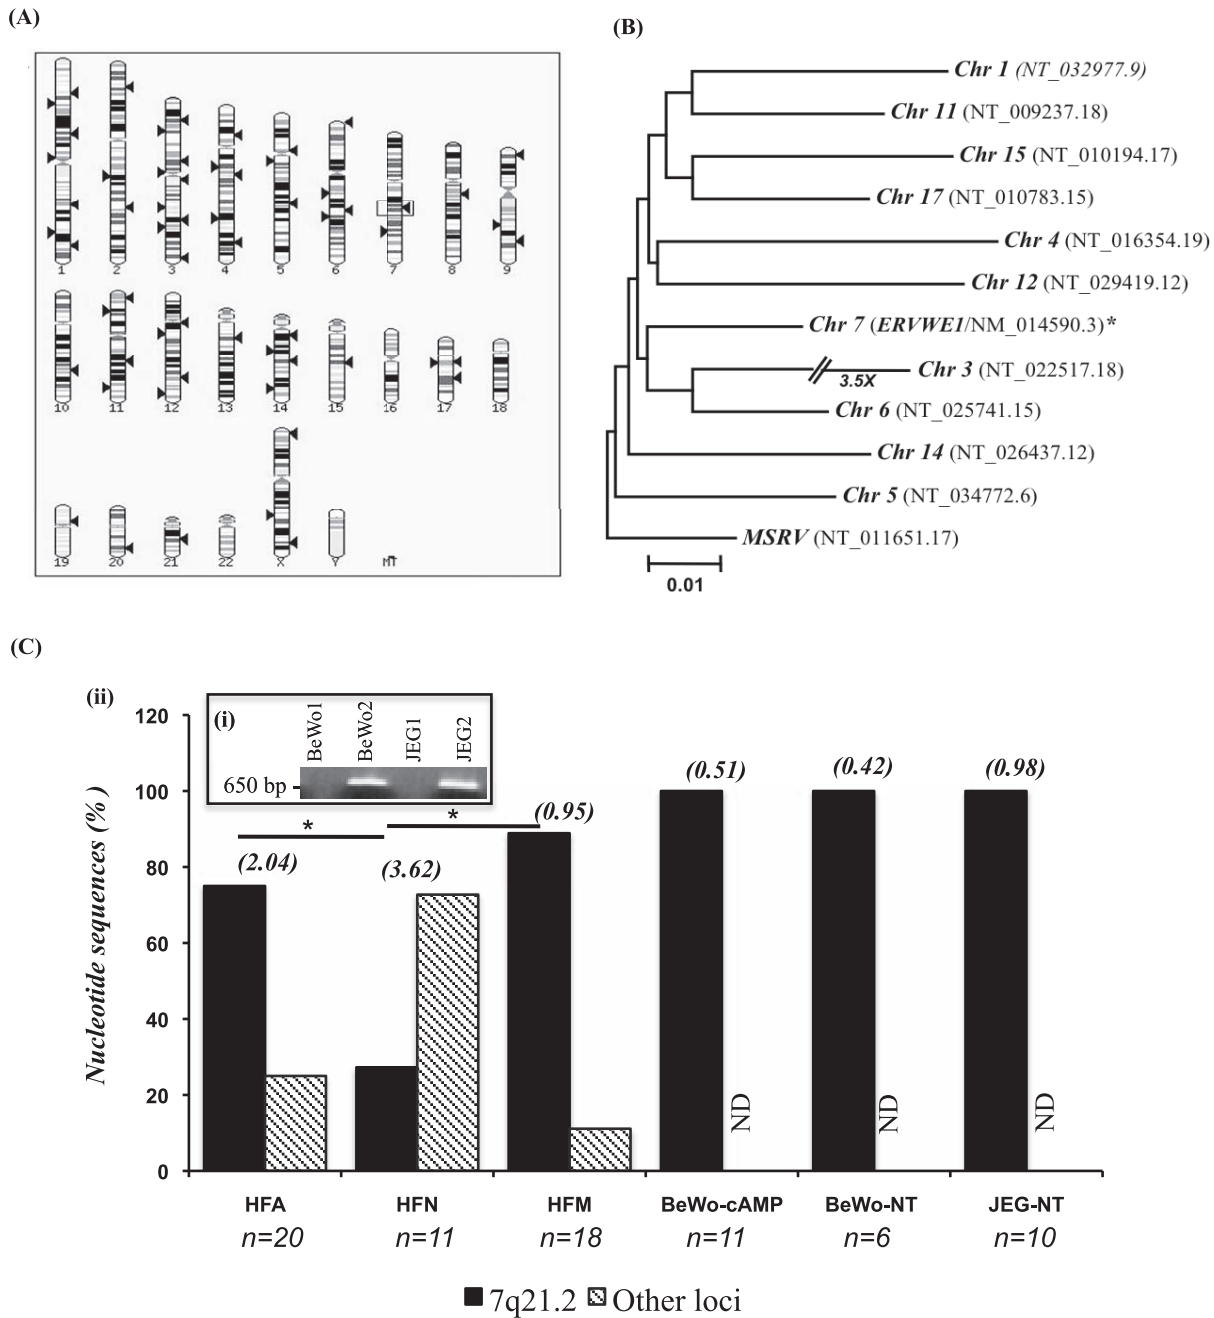 (A)
1 2 3 4 5 6 7 8 9
10 11 12 13 14 15 16 17 18
19 20 21 22 X Y MT
(B)
Chr 1 (NT_032977.9)
Chr 11 (NT_009237.18)
Chr 15 (NT_010194.17)
Chr 17 (NT_010783.15)
Chr 4 (NT_016354.19)
Chr 12 (NT_029419.12)
Chr 7 (ERVWE1/NM_014590.3)*
Chr 3 (NT_022517.18)
3.5X
Chr 6 (NT_025741.15)
Chr 14 (NT_026437.12)
Chr 5 (NT_034772.6)
MSRV (NT_011651.17)
0.01
(C)
(ii)
(i)
BeWo1
BeWo2
JEG1
JEG2
650 bp
Nucleotide sequences (%)
120
100
80
60
40
20
0
*
*
(2.04)
(3.62)
(0.95)
(0.51)
(0.42)
(0.98)
ND
ND
ND
HFA HFN HFM BeWo-cAMP BeWo-NT JEG-NT
n=20 n=11 n=18 n=11 n=6 n=10
7q21.2 Other loci